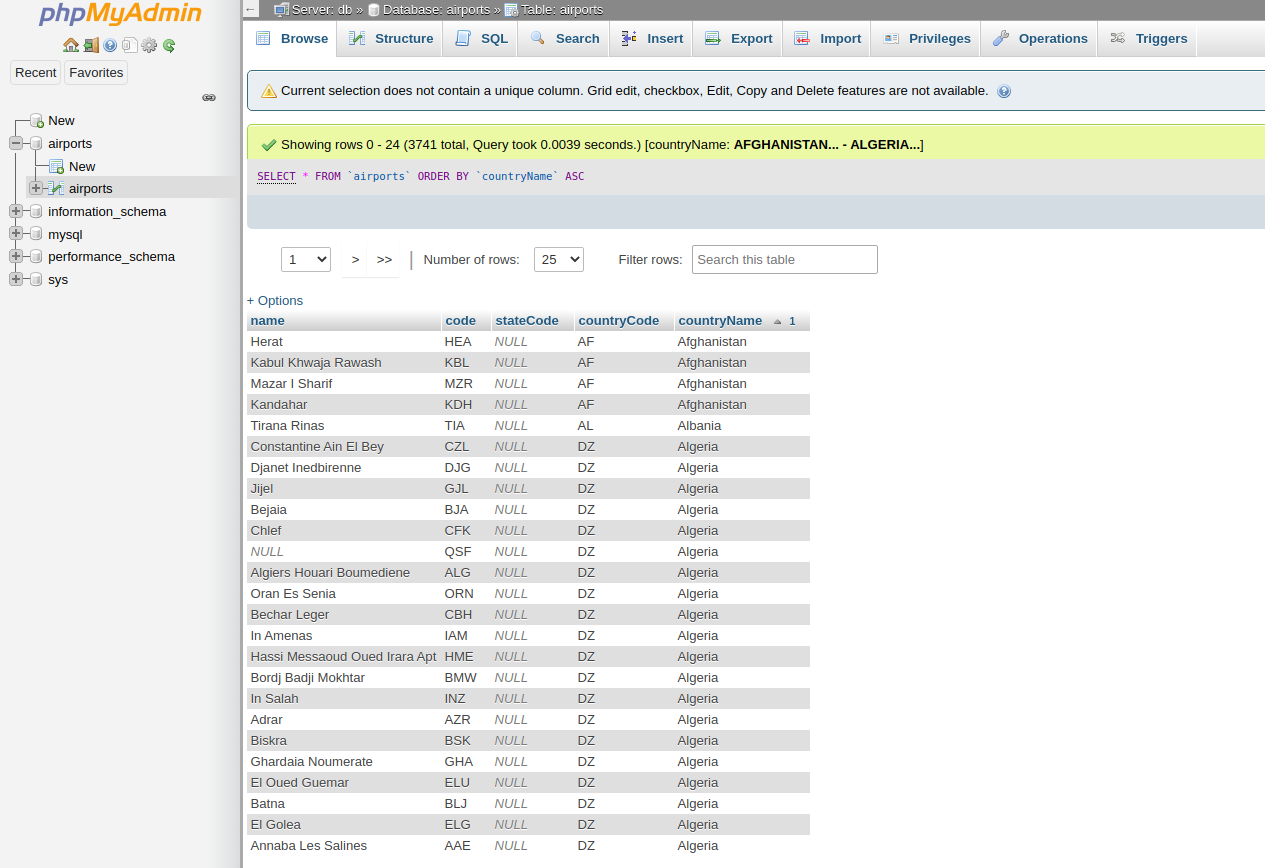 phpMyAdmin
Recent Favorites
New
airports
New
airports
information_schema
mysql
performance_schema
sys
← Server: db » Database: airports » Table: airports
Browse Structure SQL Search Insert Export Import Privileges Operations Triggers
Current selection does not contain a unique column. Grid edit, checkbox, Edit, Copy and Delete features are not available.
Showing rows 0 - 24 (3741 total, Query took 0.0039 seconds.) [countryName: AFGHANISTAN... - ALGERIA...]
SELECT * FROM `airports` ORDER BY `countryName` ASC
1 > >> | Number of rows: 25 Filter rows: Search this table
+ Options
name code stateCode countryCode countryName 1
Herat HEA NULL AF Afghanistan
Kabul Khwaja Rawash KBL NULL AF Afghanistan
Mazar I Sharif MZR NULL AF Afghanistan
Kandahar KDH NULL AF Afghanistan
Tirana Rinas TIA NULL AL Albania
Constantine Ain El Bey CZL NULL DZ Algeria
Djanet Inedbirenne DJG NULL DZ Algeria
Jijel GJL NULL DZ Algeria
Bejaia BJA NULL DZ Algeria
Chlef CFK NULL DZ Algeria
NULL QSF NULL DZ Algeria
Algiers Houari Boumediene ALG NULL DZ Algeria
Oran Es Senia ORN NULL DZ Algeria
Bechar Leger CBH NULL DZ Algeria
In Amenas IAM NULL DZ Algeria
Hassi Messaoud Oued Irara Apt HME NULL DZ Algeria
Bordj Badji Mokhtar BMW NULL DZ Algeria
In Salah INZ NULL DZ Algeria
Adrar AZR NULL DZ Algeria
Biskra BSK NULL DZ Algeria
Ghardaia Noumerate GHA NULL DZ Algeria
El Oued Guemar ELU NULL DZ Algeria
Batna BLJ NULL DZ Algeria
El Golea ELG NULL DZ Algeria
Annaba Les Salines AAE NULL DZ Algeria